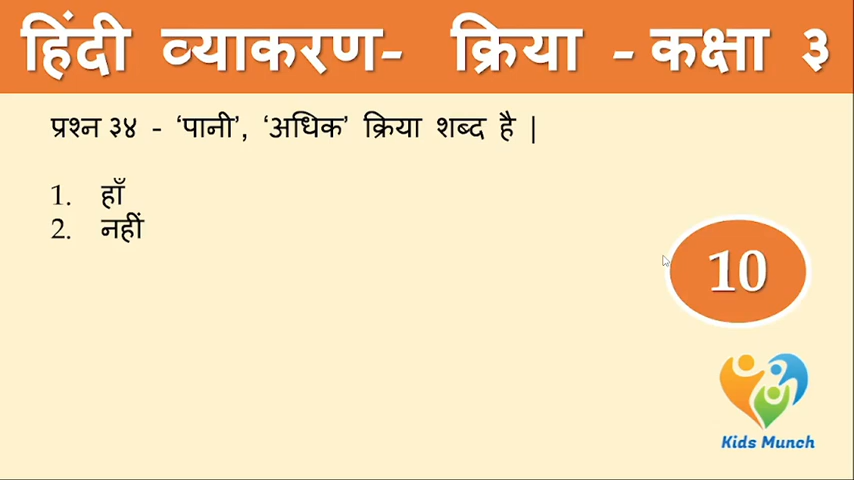 हिंदी व्याकरण- क्रिया - कक्षा ३
प्रश्न ३४ - ‘पानी’, ‘अधिक’ क्रिया शब्द है |
1. हाँ
2. नहीं
10
Kids Munch